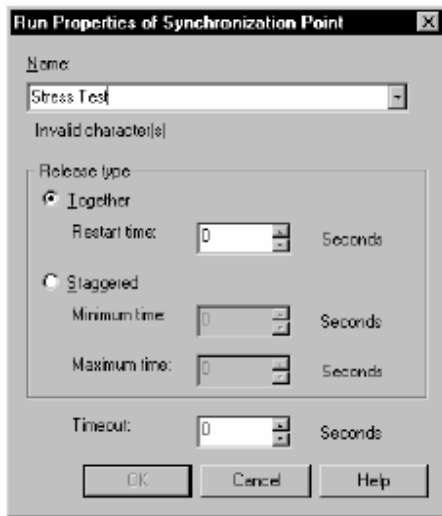 Run Properties of Synchronization Point
Name:
Stress Test
Invalid character(s)
Release type
Together
Restart time: 0 Seconds
Staggered
Minimum time: 0 Seconds
Maximum time: 0 Seconds
Timeout: 0 Seconds
OK Cancel Help